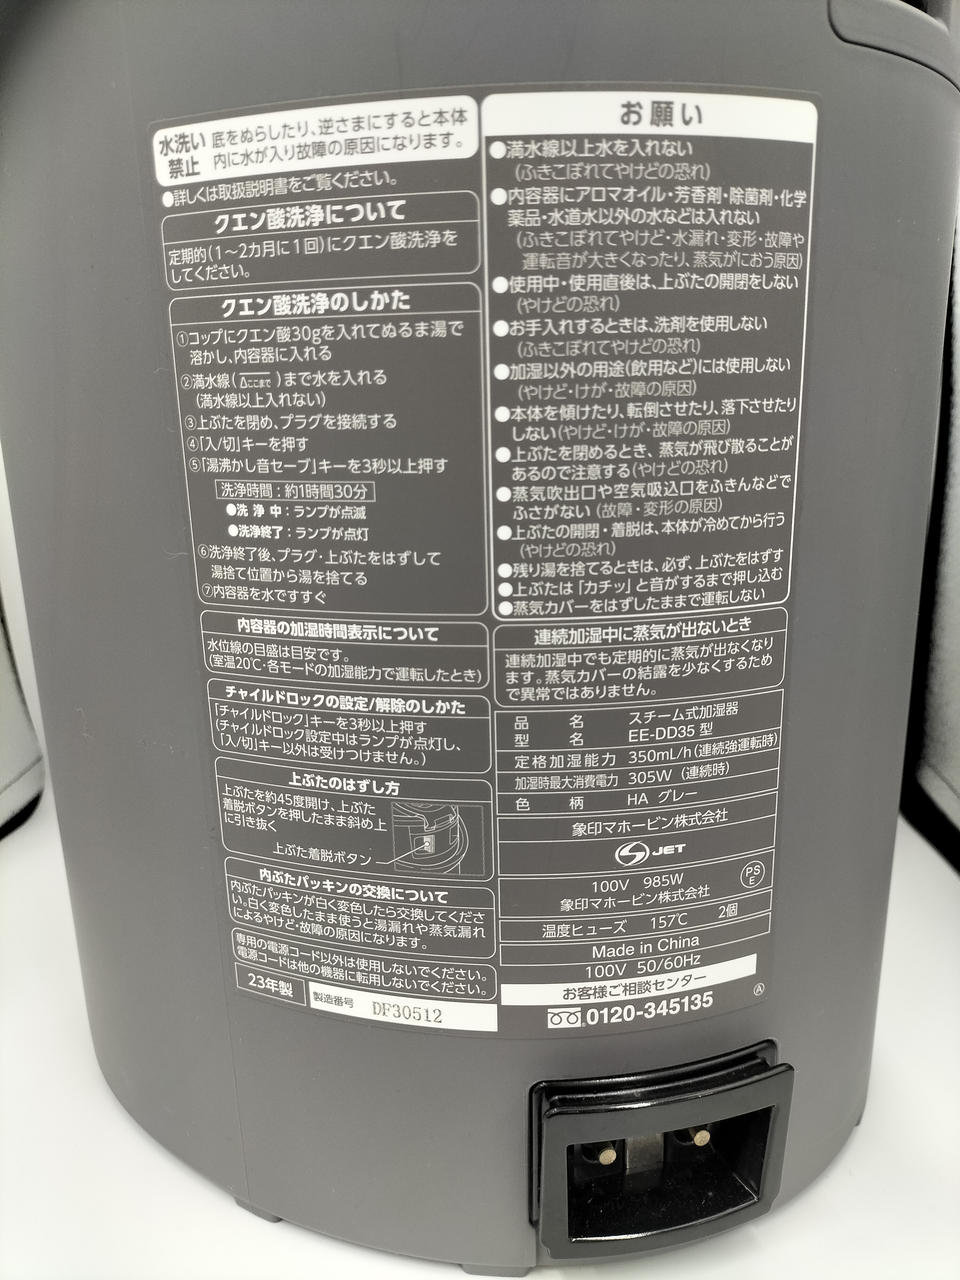 水洗い
禁止
底をぬらしたり、逆さまにすると本体
内に水が入り故障の原因になります。
●詳しくは取扱説明書をご覧ください。
クエン酸洗浄について
定期的(1～2カ月に1回)にクエン酸洗浄を
してください。
クエン酸洗浄のしかた
①コップにクエン酸30gを入れてぬるま湯で
溶かし、内容器に入れる
②満水線(△ここまで)まで水を入れる
(満水線以上入れない)
③上ぶたを閉め、プラグを接続する
④「入/切」キーを押す
⑤「湯沸かし音セーブ」キーを3秒以上押す
洗浄時間：約1時間30分
●洗 浄 中：ランプが点滅
●洗浄終了：ランプが点灯
⑥洗浄終了後、プラグ・上ぶたをはずして
湯捨て位置から湯を捨てる
⑦内容器を水ですすぐ
内容器の加湿時間表示について
水位線の目盛は目安です。
(室温20℃・各モードの加湿能力で運転したとき)
チャイルドロックの設定/解除のしかた
「チャイルドロック」キーを3秒以上押す
(チャイルドロック設定中はランプが点灯し、
「入/切」キー以外は受けつけません。)
上ぶたのはずし方
上ぶたを約45度開け、上ぶた
着脱ボタンを押したまま斜め上
に引き抜く
上ぶた着脱ボタン
内ぶたパッキンの交換について
内ぶたパッキンが白く変色したら交換してくださ
い。白く変色したまま使うと湯漏れや蒸気漏れ
によるやけど・故障の原因になります。
専用の電源コード以外は使用しないでください。
電源コードは他の機器に転用しないでください。
23年製
製造番号 DF30512
お願い
●満水線以上水を入れない
(ふきこぼれてやけどの恐れ)
●内容器にアロマオイル・芳香剤・除菌剤・化学
薬品・水道水以外の水などは入れない
(ふきこぼれてやけど・水漏れ・変形・故障や
運転音が大きくなったり、蒸気がにおう原因)
●使用中・使用直後は、上ぶたの開閉をしない
(やけどの恐れ)
●お手入れするときは、洗剤を使用しない
(ふきこぼれてやけどの恐れ)
●加湿以外の用途(飲用など)には使用しない
(やけど・けが・故障の原因)
●本体を傾けたり、転倒させたり、落下させたり
しない(やけど・けが・故障の原因)
●上ぶたを閉めるとき、蒸気が飛び散ることが
あるので注意する(やけどの恐れ)
●蒸気吹出口や空気吸込口をふきんなどで
ふさがない(故障・変形の原因)
●上ぶたの開閉・着脱は、本体が冷めてから行う
(やけどの恐れ)
●残り湯を捨てるときは、必ず、上ぶたをはずす
●上ぶたは「カチッ」と音がするまで押し込む
●蒸気カバーをはずしたままで運転しない
連続加湿中に蒸気が出ないとき
連続加湿中でも定期的に蒸気が出なくなり
ます。蒸気カバーの結露を少なくするため
で異常ではありません。
品 名 スチーム式加湿器
型 名 EE-DD35 型
定格加湿能力 350mL/h(連続強運転時)
加湿時最大消費電力 305W (連続時)
色 柄 HA グレー
象印マホービン株式会社
S JET
100V 985W
象印マホービン株式会社
PS
E
温度ヒューズ 157℃ 2個
Made in China
100V 50/60Hz
お客様ご相談センター
0120-345135
Ⓐ